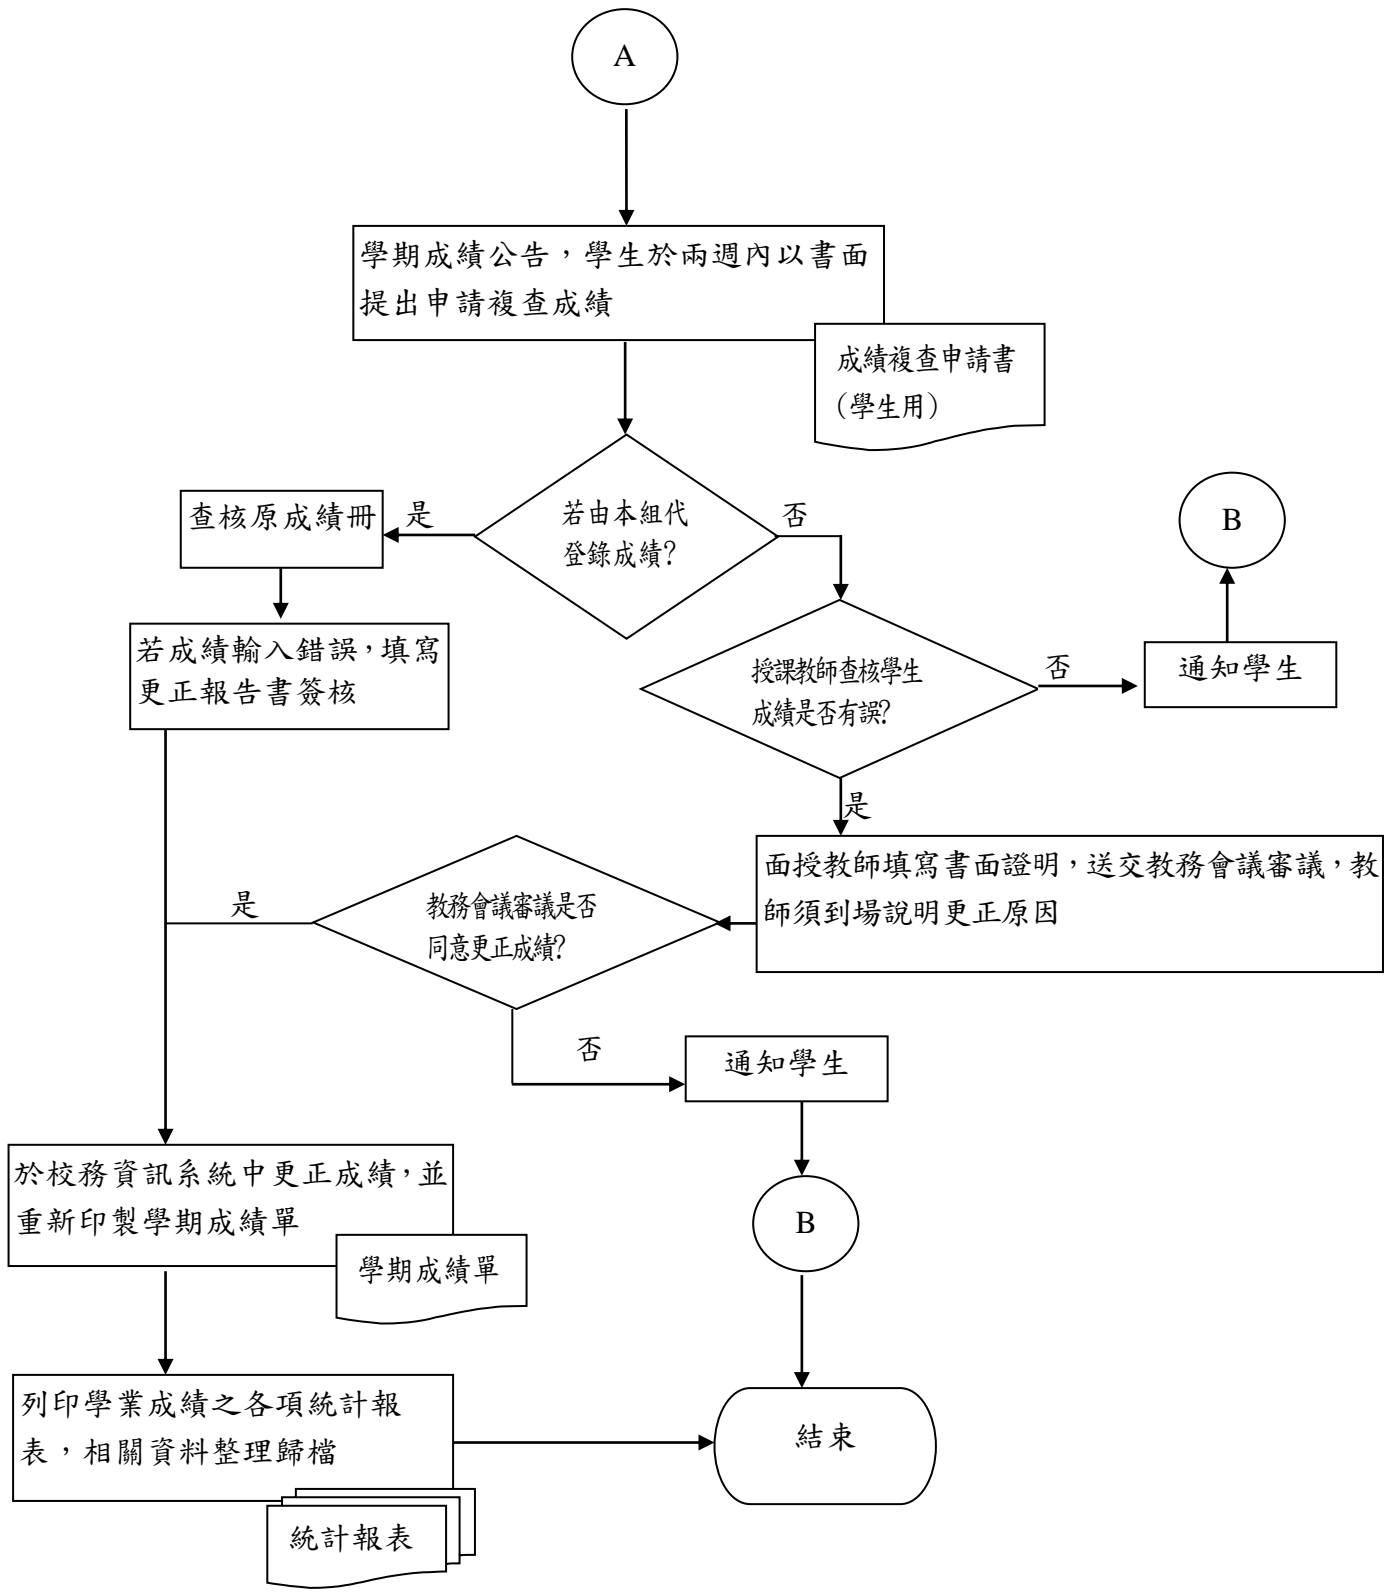 A
學期成績公告，學生於兩週內以書面
提出申請複查成績
成績複查申請書
（學生用）
若由本組代
登錄成績?
是
否
查核原成績冊
B
若成績輸入錯誤，填寫
更正報告書簽核
授課教師查核學生
成績是否有誤?
否
通知學生
是
面授教師填寫書面證明，送交教務會議審議，教
師須到場說明更正原因
教務會議審議是否
同意更正成績?
是
否
通知學生
於校務資訊系統中更正成績，並
重新印製學期成績單
學期成績單
B
列印學業成績之各項統計報
表，相關資料整理歸檔
統計報表
結束